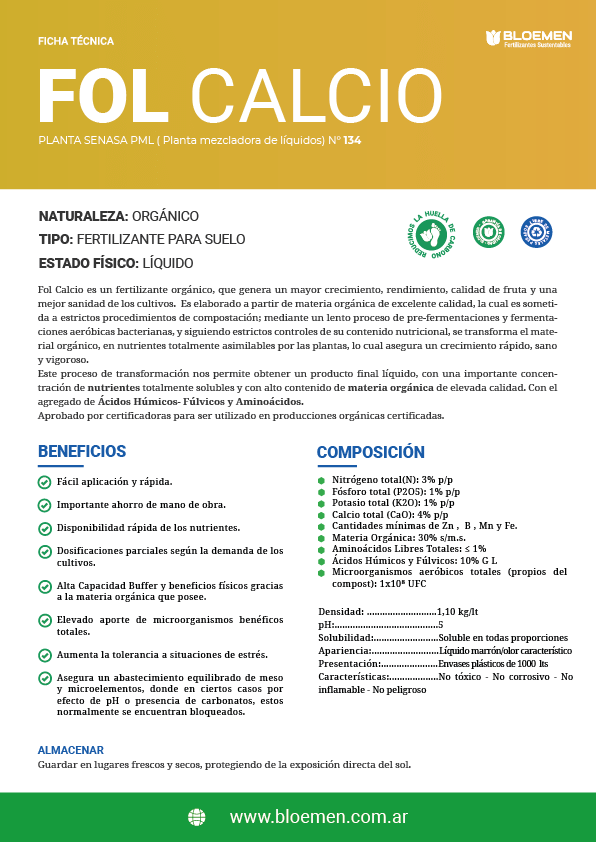 FICHA TÉCNICA
BLOEMEN
Fertilizantes Sustentables
FOL CALCIO
PLANTA SENASA PML ( Planta mezcladora de líquidos) N° 134
NATURALEZA: ORGÁNICO
TIPO: FERTILIZANTE PARA SUELO
ESTADO FÍSICO: LÍQUIDO
REDUCIMOS LA HUELLA DE CARBONO
Fol Calcio es un fertilizante orgánico, que genera un mayor crecimiento, rendimiento, calidad de fruta y una
mejor sanidad de los cultivos. Es elaborado a partir de materia orgánica de excelente calidad, la cual es someti-
da a estrictos procedimientos de compostación; mediante un lento proceso de pre-fermentaciones y fermenta-
ciones aeróbicas bacterianas, y siguiendo estrictos controles de su contenido nutricional, se transforma el mate-
rial orgánico, en nutrientes totalmente asimilables por las plantas, lo cual asegura un crecimiento rápido, sano
y vigoroso.
Este proceso de transformación nos permite obtener un producto final líquido, con una importante concen-
tración de nutrientes totalmente solubles y con alto contenido de materia orgánica de elevada calidad. Con el
agregado de Ácidos Húmicos- Fúlvicos y Aminoácidos.
Aprobado por certificadoras para ser utilizado en producciones orgánicas certificadas.
BENEFICIOS
Fácil aplicación y rápida.
Importante ahorro de mano de obra.
Disponibilidad rápida de los nutrientes.
Dosificaciones parciales según la demanda de los
cultivos.
Alta Capacidad Buffer y beneficios físicos gracias
a la materia orgánica que posee.
Elevado aporte de microorganismos benéficos
totales.
Aumenta la tolerancia a situaciones de estrés.
Asegura un abastecimiento equilibrado de meso
y microelementos, donde en ciertos casos por
efecto de pH o presencia de carbonatos, estos
normalmente se encuentran bloqueados.
COMPOSICIÓN
Nitrógeno total(N): 3% p/p
Fósforo total (P2O5): 1% p/p
Potasio total (K2O): 1% p/p
Calcio total (CaO): 4% p/p
Cantidades mínimas de Zn , B , Mn y Fe.
Materia Orgánica: 30% s/m.s.
Aminoácidos Libres Totales: ≤ 1%
Ácidos Húmicos y Fúlvicos: 10% G L
Microorganismos aeróbicos totales (propios del
compost): 1x10⁸ UFC
Densidad: ...........................1,10 kg/lt
pH:........................................5
Solubilidad:.........................Soluble en todas proporciones
Apariencia:..........................Líquido marrón/olor característico
Presentación:......................Envases plásticos de 1000 lts
Características:...................No tóxico - No corrosivo - No
inflamable - No peligroso
ALMACENAR
Guardar en lugares frescos y secos, protegiendo de la exposición directa del sol.
www.bloemen.com.ar